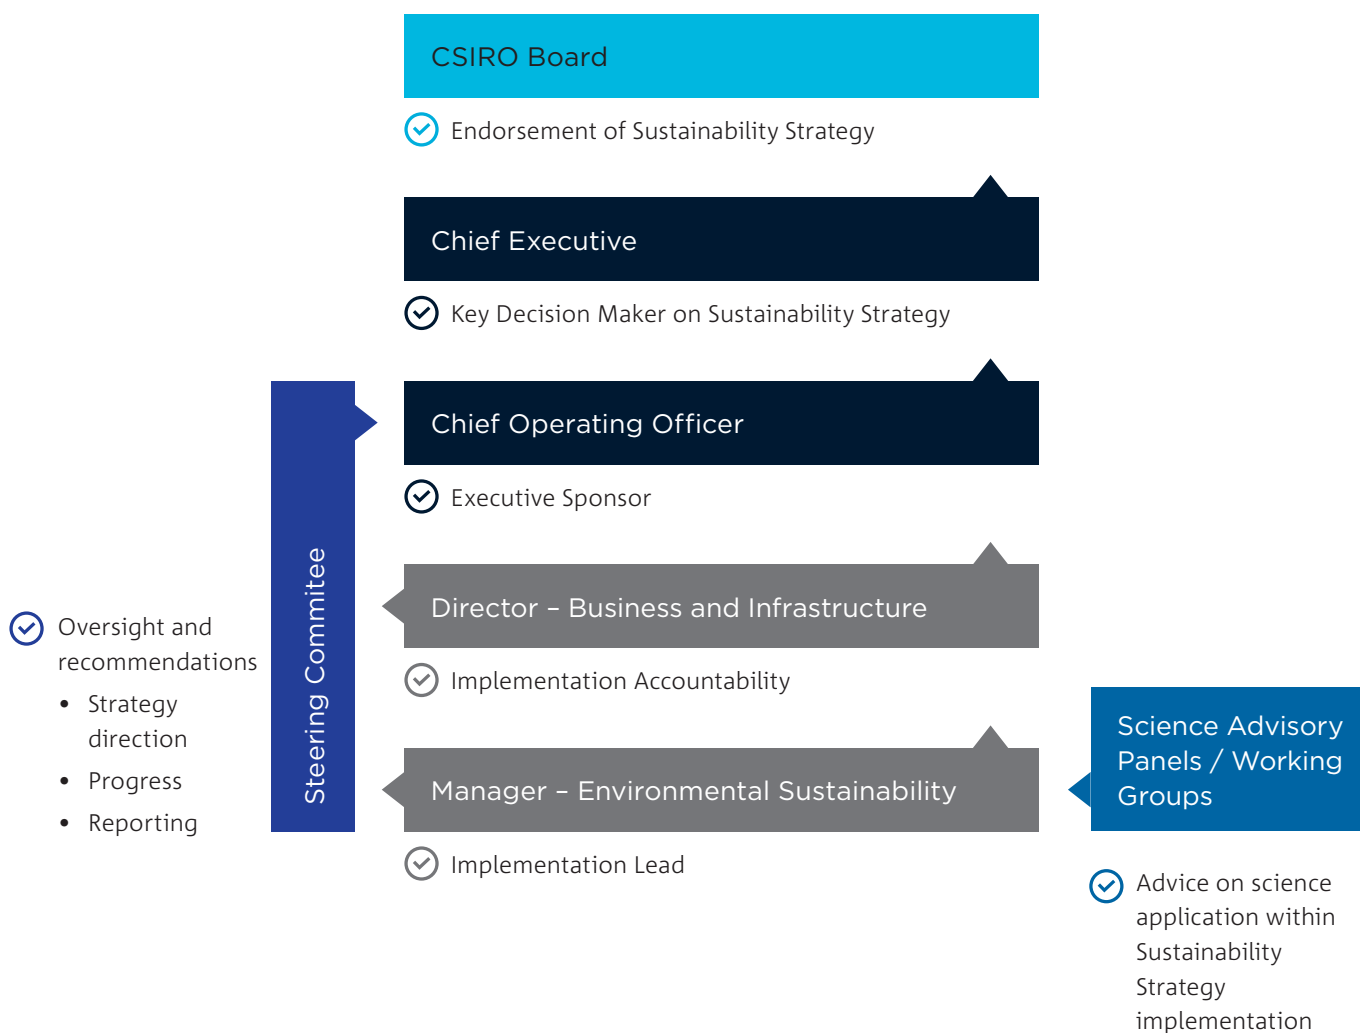 CSIRO Board
Endorsement of Sustainability Strategy
Chief Executive
Key Decision Maker on Sustainability Strategy
Chief Operating Officer
Executive Sponsor
Director – Business and Infrastructure
Implementation Accountability
Manager – Environmental Sustainability
Implementation Lead
Steering Commitee
Oversight and
recommendations
• Strategy
direction
• Progress
• Reporting
Science Advisory
Panels / Working
Groups
Advice on science
application within
Sustainability
Strategy
implementation